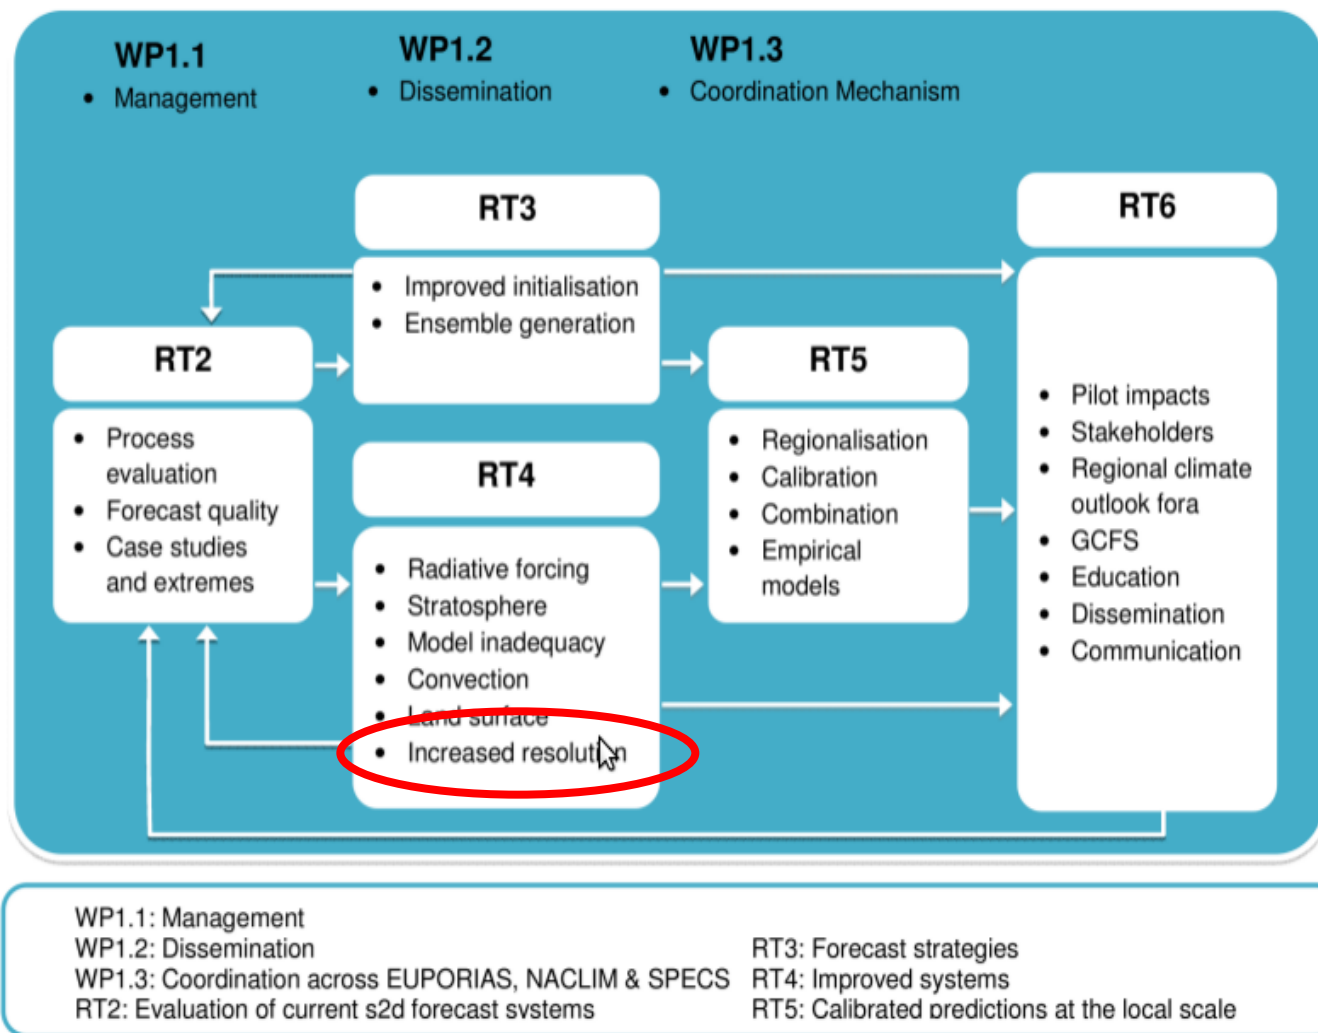 WP1.1
• Management
WP1.2
• Dissemination
WP1.3
• Coordination Mechanism
RT3
• Improved initialisation
• Ensemble generation
RT6
• Pilot impacts
• Stakeholders
• Regional climate
outlook fora
• GCFS
• Education
• Dissemination
• Communication
RT2
• Process
evaluation
• Forecast quality
• Case studies
and extremes
RT5
• Regionalisation
• Calibration
• Combination
• Empirical
models
RT4
• Radiative forcing
• Stratosphere
• Model inadequacy
• Convection
• Land surface
• Increased resolution
WP1.1: Management
WP1.2: Dissemination
WP1.3: Coordination across EUPORIAS, NACLIM & SPECS
RT2: Evaluation of current s2d forecast systems
RT3: Forecast strategies
RT4: Improved systems
RT5: Calibrated predictions at the local scale